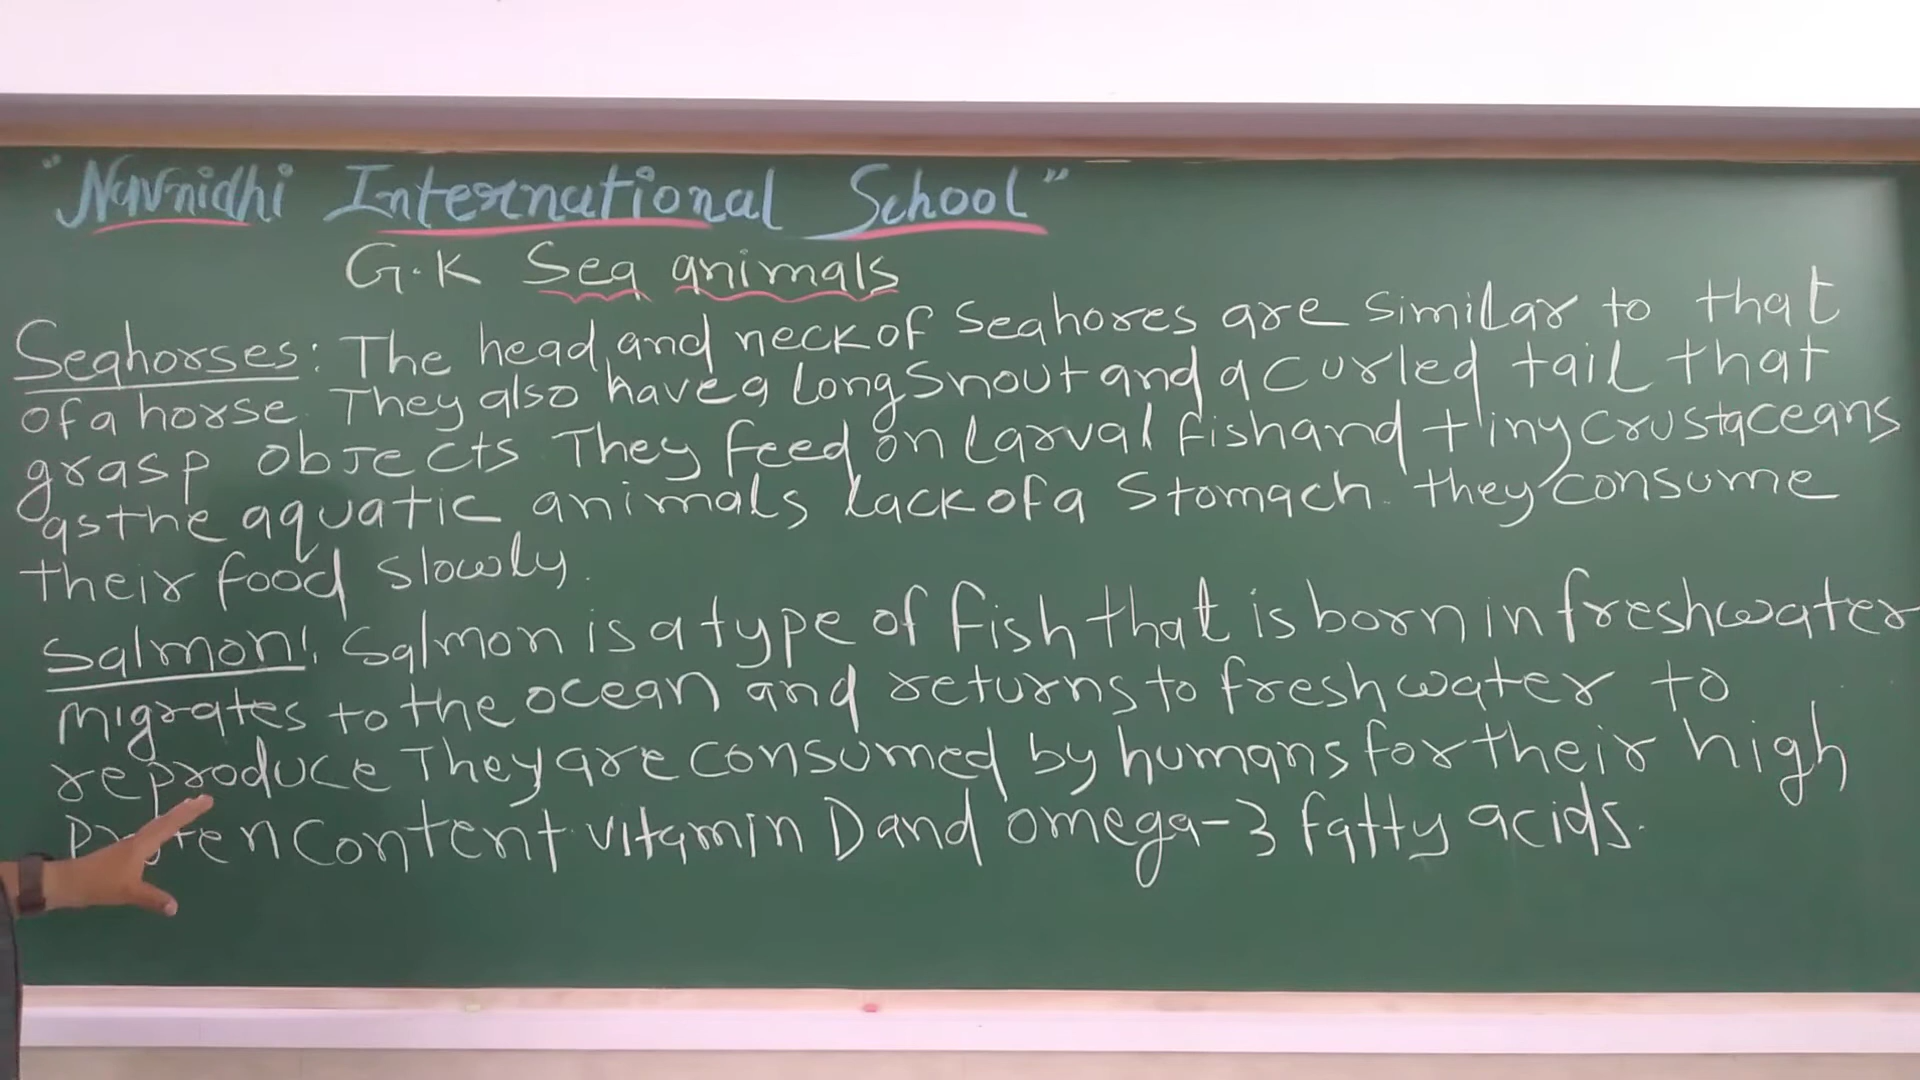 "Navnidhi International School"
G.K Sea animals
Seahorses: The head and neck of Seahores are similar to that
of a horse. They also have a long Snout and a curled tail that
grasp objects They feed on Larval fish and tiny crustaceans
as the aquatic animals lack of a Stomach. they consume
their food slowly.
Salmon: Salmon is a type of fish that is born in freshwater
migrates to the ocean and returns to freshwater to
reproduce They are consumed by humans for their high
content vitamin D and omega-3 fatty acids.